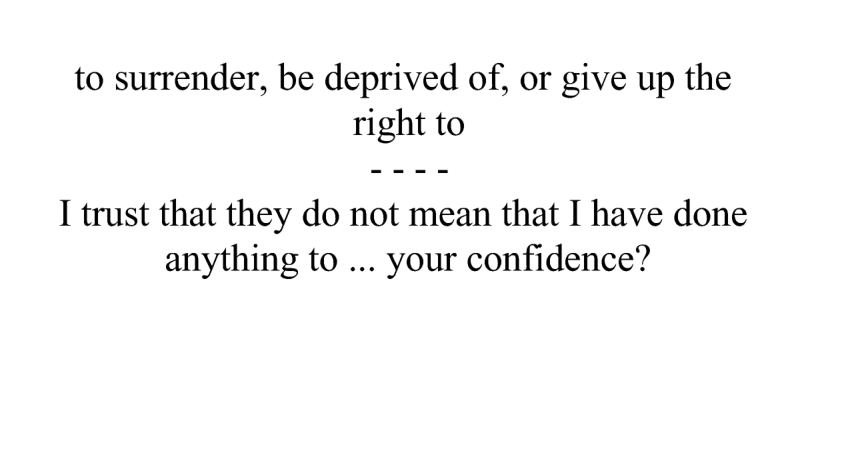 to surrender, be deprived of, or give up the
right to
- - - -
I trust that they do not mean that I have done
anything to ... your confidence?